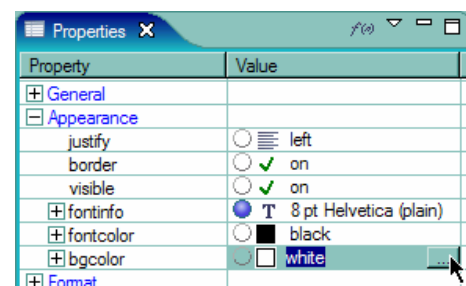 Properties
f(x)
Property Value
General
Appearance
justify left
border on
visible on
fontinfo T 8 pt Helvetica (plain)
fontcolor black
bgcolor white ...
Format